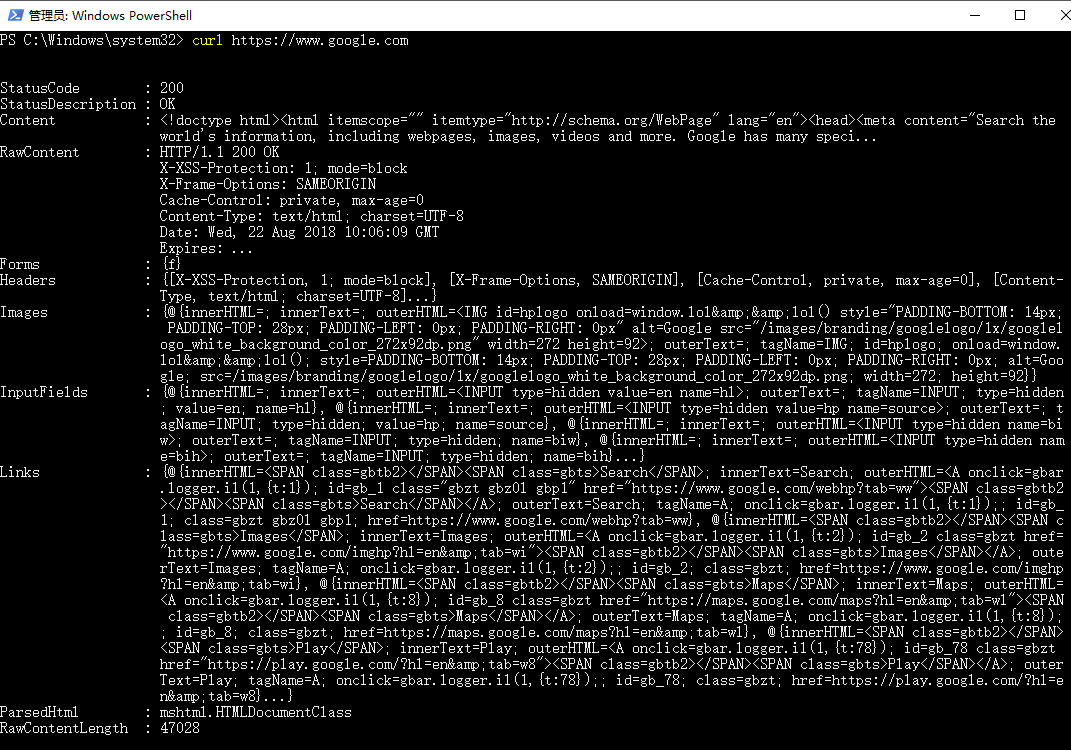 管理员: Windows PowerShell
PS C:\Windows\system32> curl https://www.google.com
StatusCode : 200
StatusDescription : OK
Content : <!doctype html><html itemscope="" itemtype="http://schema.org/WebPage" lang="en"><head><meta content="Search the
world's information, including webpages, images, videos and more. Google has many speci...
RawContent : HTTP/1.1 200 OK
X-XSS-Protection: 1; mode=block
X-Frame-Options: SAMEORIGIN
Cache-Control: private, max-age=0
Content-Type: text/html; charset=UTF-8
Date: Wed, 22 Aug 2018 10:06:09 GMT
Expires: ...
Forms : {f}
Headers : {[X-XSS-Protection, 1; mode=block], [X-Frame-Options, SAMEORIGIN], [Cache-Control, private, max-age=0], [Content-
Type, text/html; charset=UTF-8]...}
Images : {@{innerHTML=; innerText=; outerHTML=<IMG id=hplogo onload=window.lol&amp;&amp;lol() style="PADDING-BOTTOM: 14px;
PADDING-TOP: 28px; PADDING-LEFT: 0px; PADDING-RIGHT: 0px" alt=Google src="/images/branding/googlelogo/1x/googlel
ogo_white_background_color_272x92dp.png" width=272 height=92>; outerText=; tagName=IMG; id=hplogo; onload=window.
lol&amp;&amp;lol(); style=PADDING-BOTTOM: 14px; PADDING-TOP: 28px; PADDING-LEFT: 0px; PADDING-RIGHT: 0px; alt=Goo
gle; src=/images/branding/googlelogo/1x/googlelogo_white_background_color_272x92dp.png; width=272; height=92}}
InputFields : {@{innerHTML=; innerText=; outerHTML=<INPUT type=hidden value=en name=hl>; outerText=; tagName=INPUT; type=hidden
; value=en; name=hl}, @{innerHTML=; innerText=; outerHTML=<INPUT type=hidden value=hp name=source>; outerText=; t
agName=INPUT; type=hidden; value=hp; name=source}, @{innerHTML=; innerText=; outerHTML=<INPUT type=hidden name=bi
w>; outerText=; tagName=INPUT; type=hidden; name=biw}, @{innerHTML=; innerText=; outerHTML=<INPUT type=hidden nam
e=bih>; outerText=; tagName=INPUT; type=hidden; name=bih}...}
Links : {@{innerHTML=<SPAN class=gbtb2></SPAN><SPAN class=gbts>Search</SPAN>; innerText=Search; outerHTML=<A onclick=gbar
.logger.il(1,{t:1}); id=gb_1 class="gbzt gbz0l gbp1" href="https://www.google.com/webhp?tab=ww"><SPAN class=gbtb2
></SPAN><SPAN class=gbts>Search</SPAN></A>; outerText=Search; tagName=A; onclick=gbar.logger.il(1,{t:1});; id=gb_
1; class=gbzt gbz0l gbp1; href=https://www.google.com/webhp?tab=ww}, @{innerHTML=<SPAN class=gbtb2></SPAN><SPAN c
lass=gbts>Images</SPAN>; innerText=Images; outerHTML=<A onclick=gbar.logger.il(1,{t:2}); id=gb_2 class=gbzt href=
"https://www.google.com/imghp?hl=en&amp;tab=wi"><SPAN class=gbtb2></SPAN><SPAN class=gbts>Images</SPAN></A>; oute
rText=Images; tagName=A; onclick=gbar.logger.il(1,{t:2});; id=gb_2; class=gbzt; href=https://www.google.com/imghp
?hl=en&amp;tab=wi}, @{innerHTML=<SPAN class=gbtb2></SPAN><SPAN class=gbts>Maps</SPAN>; innerText=Maps; outerHTML=
<A onclick=gbar.logger.il(1,{t:8}); id=gb_8 class=gbzt href="https://maps.google.com/maps?hl=en&amp;tab=wl"><SPAN
class=gbtb2></SPAN><SPAN class=gbts>Maps</SPAN></A>; outerText=Maps; tagName=A; onclick=gbar.logger.il(1,{t:8});
; id=gb_8; class=gbzt; href=https://maps.google.com/maps?hl=en&amp;tab=wl}, @{innerHTML=<SPAN class=gbtb2></SPAN>
<SPAN class=gbts>Play</SPAN>; innerText=Play; outerHTML=<A onclick=gbar.logger.il(1,{t:78}); id=gb_78 class=gbzt
href="https://play.google.com/?hl=en&amp;tab=w8"><SPAN class=gbtb2></SPAN><SPAN class=gbts>Play</SPAN></A>; outer
Text=Play; tagName=A; onclick=gbar.logger.il(1,{t:78});; id=gb_78; class=gbzt; href=https://play.google.com/?hl=e
n&amp;tab=w8}...}
ParsedHtml : mshtml.HTMLDocumentClass
RawContentLength : 47028